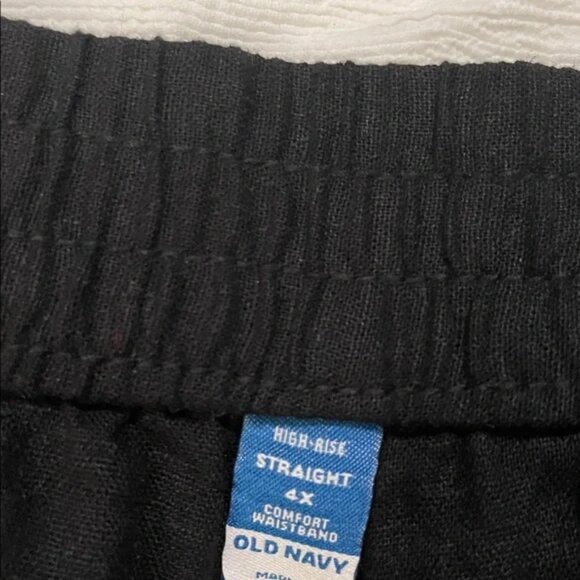 HIGH-RISE
STRAIGHT
4X
COMFORT
WAISTBAND
OLD NAVY